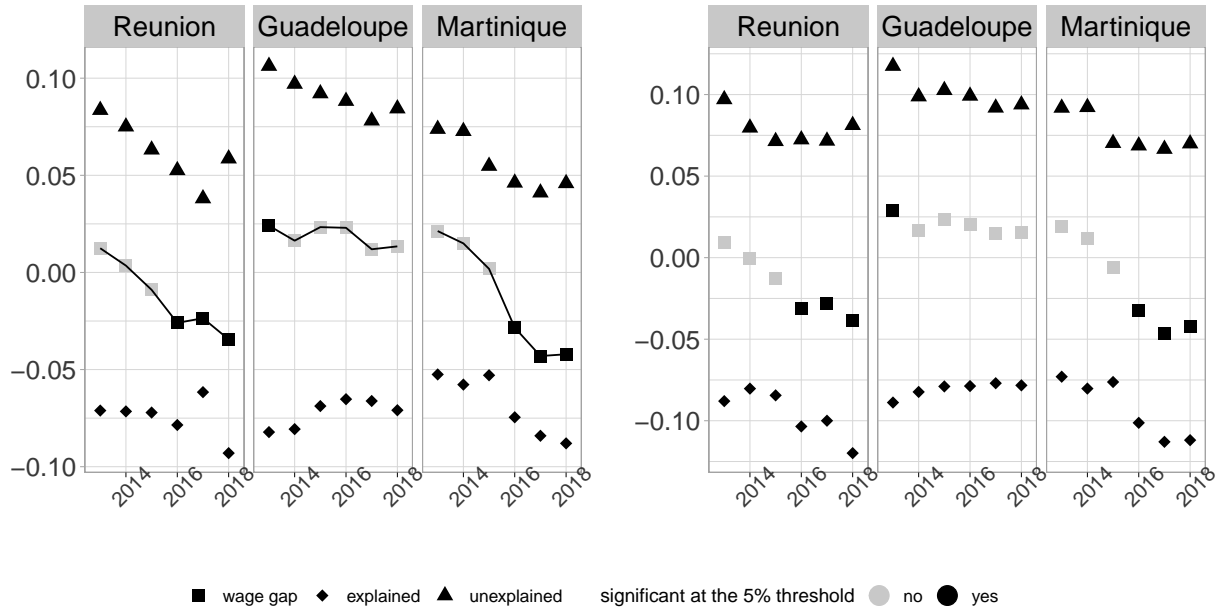 Reunion Guadeloupe Martinique
0.10
0.05
0.00
−0.05
−0.10
2014 2016 2018 2014 2016 2018 2014 2016 2018
Reunion Guadeloupe Martinique
0.10
0.05
0.00
−0.05
−0.10
2014 2016 2018 2014 2016 2018 2014 2016 2018
wage gap explained unexplained significant at the 5% threshold no yes